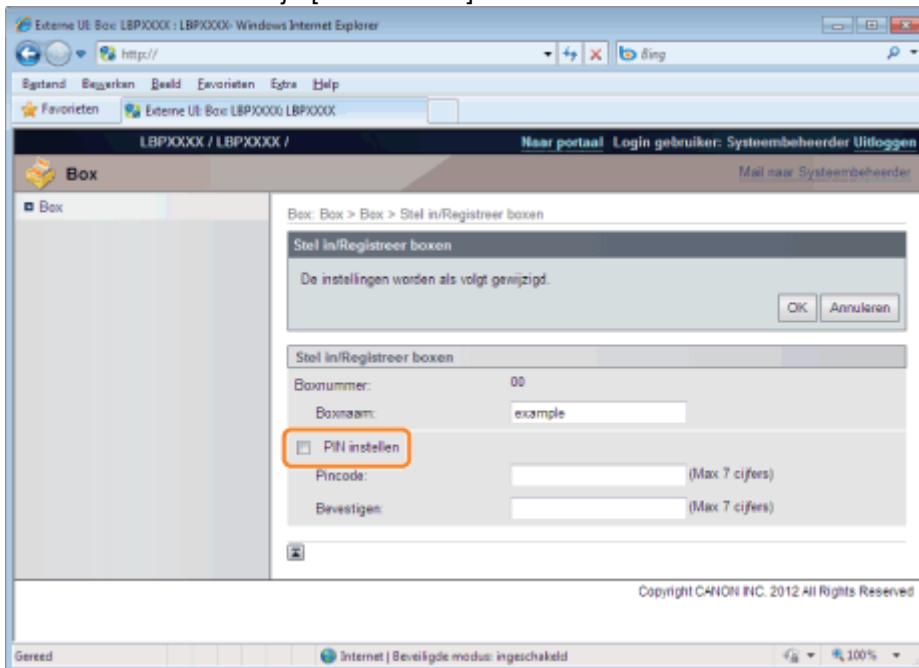 Externe UI: Box: LBPXXXX : LBPXXXX- Windows Internet Explorer
http://
Bing
Bestand Bewerken Beeld Favorieten Extra Help
Favorieten
Externe UI: Box: LBPXXXX: LBPXXXX
LBPXXXX / LBPXXXX /
Naar portaal Login gebruiker: Systeembeheerder Uitloggen
Box
Mail naar Systeembeheerder
Box
Box: Box > Box > Stel in/Registreer boxen
Stel in/Registreer boxen
De instellingen worden als volgt gewijzigd.
OK Annuleren
Stel in/Registreer boxen
Boxnummer: 00
Boxnaam: example
PIN instellen
Pincode: (Max 7 cijfers)
Bevestigen: (Max 7 cijfers)
Copyright CANON INC. 2012 All Rights Reserved
Gereed Internet | Beveiligde modus: ingeschakeld 100%